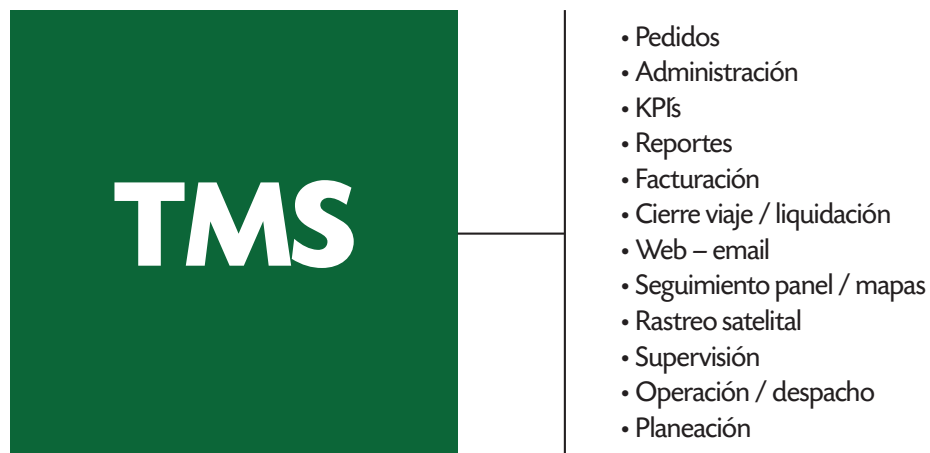 TMS
• Pedidos
• Administración
• KPI's
• Reportes
• Facturación
• Cierre viaje / liquidación
• Web – email
• Seguimiento panel / mapas
• Rastreo satelital
• Supervisión
• Operación / despacho
• Planeación